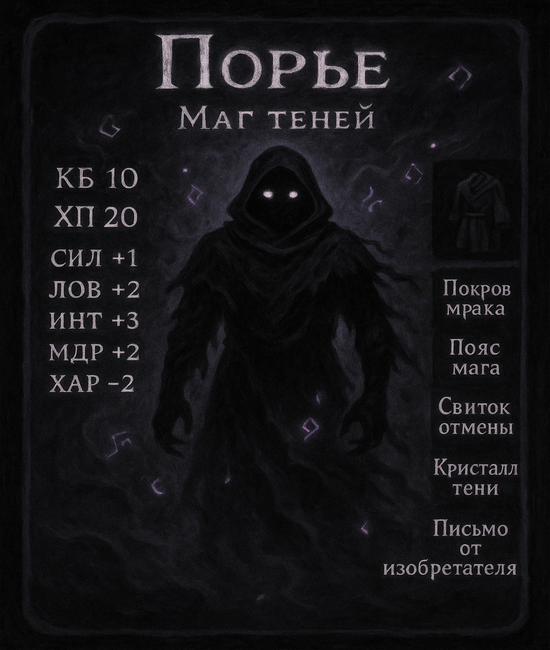 Порье
Маг теней
КБ 10
ХП 20
СИЛ +1
ЛОВ +2
ИНТ +3
МДР +2
ХАР −2
Покров
мрака
Пояс
мага
Свиток
отмены
Кристалл
тени
Письмо
от
изобретателя